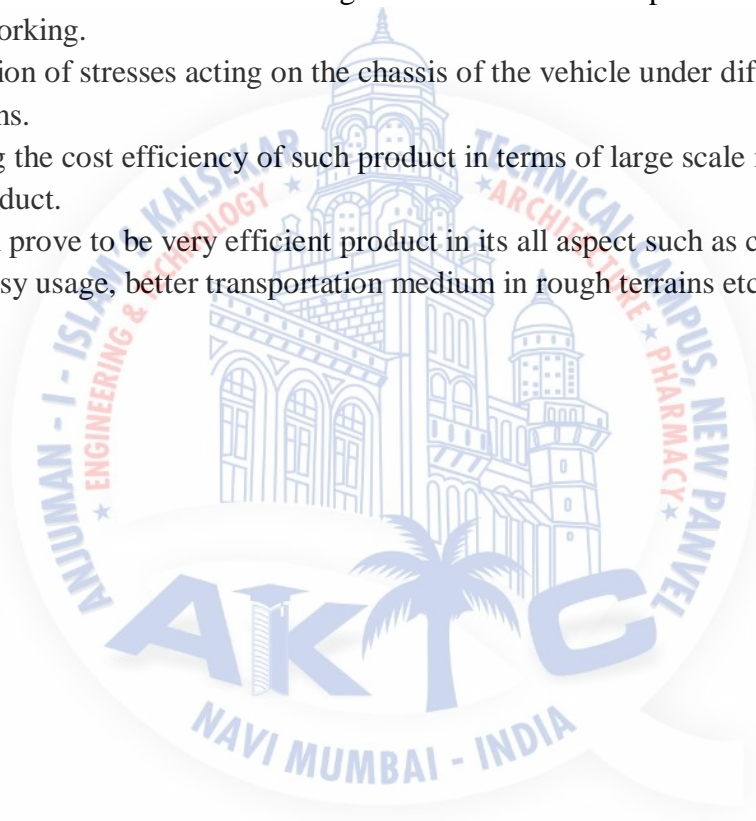 orking.
ion of stresses acting on the chassis of the vehicle under dif
ns.
g the cost efficiency of such product in terms of large scale
duct.
prove to be very efficient product in its all aspect such as c
sy usage, better transportation medium in rough terrains etc
ANJUMAN - I - ISLAM'S KALSEKAR TECHNICAL CAMPUS, NEW PANVEL
★ ENGINEERING & TECHNOLOGY ★
★ ARCHITECTURE ★ PHARMACY ★
AKTC
NAVI MUMBAI - INDIA